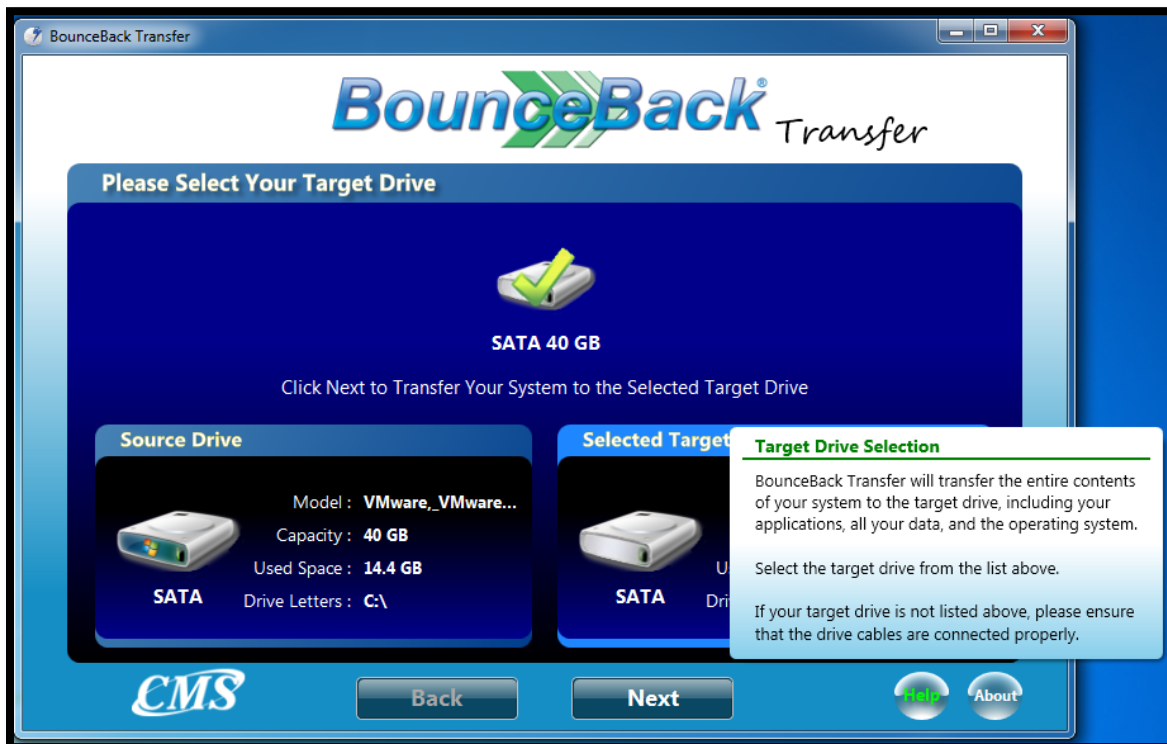 BounceBack Transfer
BounceBack® Transfer
Please Select Your Target Drive
SATA 40 GB
Click Next to Transfer Your System to the Selected Target Drive
Source Drive
Model : VMware,_VMware...
Capacity : 40 GB
Used Space : 14.4 GB
Drive Letters : C:\
SATA
Selected Target
SATA
Target Drive Selection
BounceBack Transfer will transfer the entire contents
of your system to the target drive, including your
applications, all your data, and the operating system.
Select the target drive from the list above.
If your target drive is not listed above, please ensure
that the drive cables are connected properly.
CMS
Back
Next
Help
About